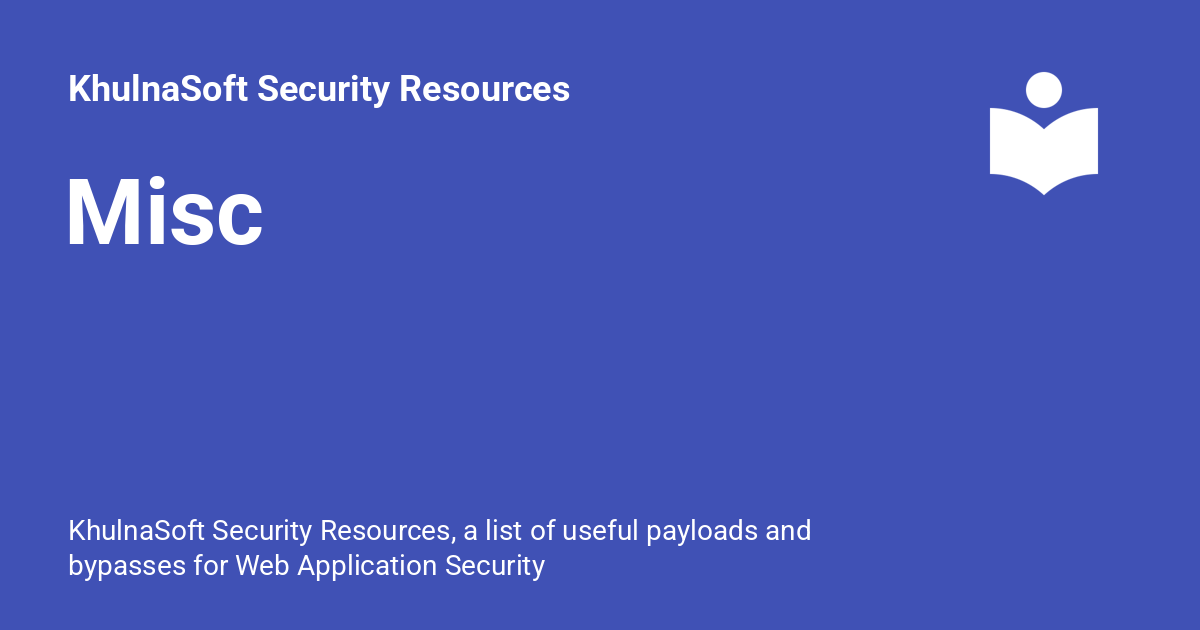 KhulnaSoft Security Resources
Misc
KhulnaSoft Security Resources, a list of useful payloads and
bypasses for Web Application Security